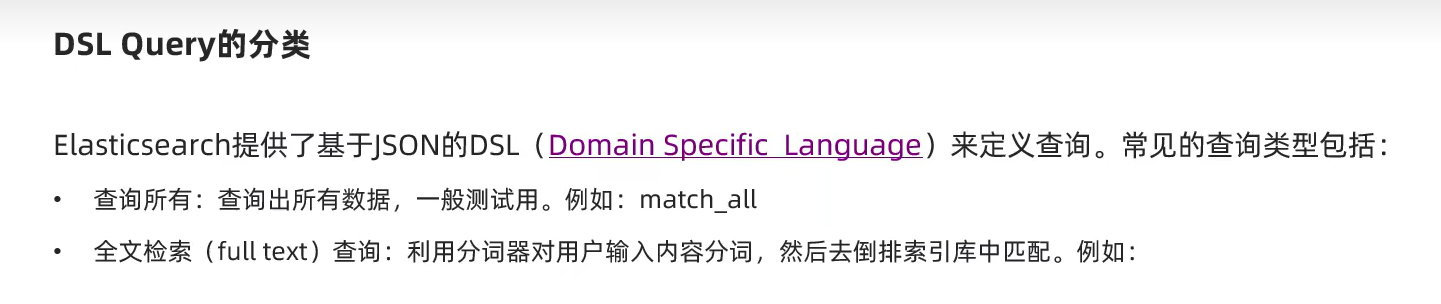 DSL Query的分类
Elasticsearch提供了基于JSON的DSL（Domain Specific Language）来定义查询。常见的查询类型包括：
• 查询所有：查询出所有数据，一般测试用。例如：match_all
• 全文检索（full text）查询：利用分词器对用户输入内容分词，然后去倒排索引库中匹配。例如：